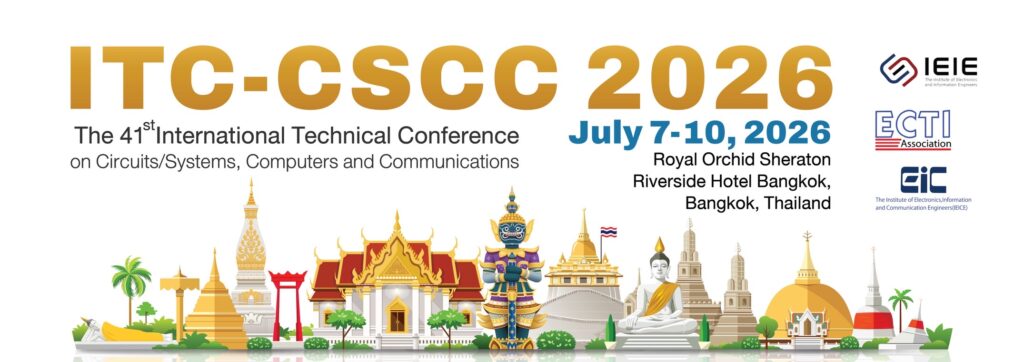 ITC-CSCC 2026
The 41st International Technical Conference
on Circuits/Systems, Computers and Communications
July 7-10, 2026
Royal Orchid Sheraton
Riverside Hotel Bangkok,
Bangkok, Thailand
IEIE
The Institute of Electronics
and Information Engineers
ECTI
Association
EiC
The Institute of Electronics,Information
and Communication Engineers(IEICE)